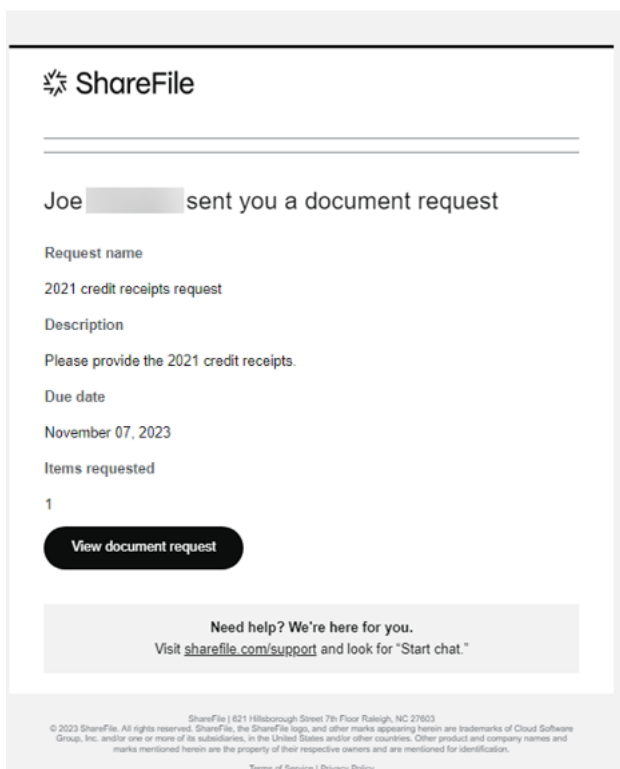 ShareFile
Joe sent you a document request
Request name
2021 credit receipts request
Description
Please provide the 2021 credit receipts.
Due date
November 07, 2023
Items requested
1
View document request
Need help? We're here for you.
Visit sharefile.com/support and look for “Start chat.”
ShareFile | 621 Hillsborough Street 7th Floor Raleigh, NC 27603
© 2023 ShareFile. All rights reserved. ShareFile, the ShareFile logo, and other marks appearing herein are trademarks of Cloud Software
Group, Inc. and/or one or more of its subsidiaries, in the United States and/or other countries. Other product and company names and
marks mentioned herein are the property of their respective owners and are mentioned for identification.
Terms of Service | Privacy Policy